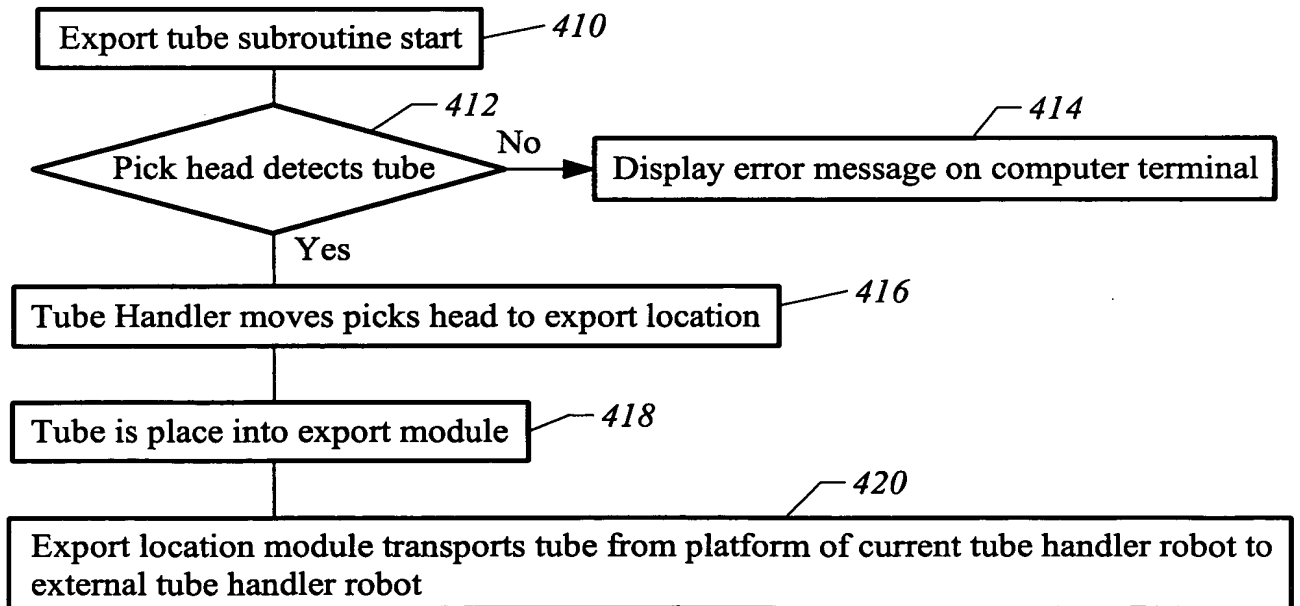 Export tube subroutine start
410
412
Pick head detects tube
No
414
Display error message on computer terminal
Yes
Tube Handler moves picks head to export location
416
Tube is place into export module
418
420
Export location module transports tube from platform of current tube handler robot to
external tube handler robot